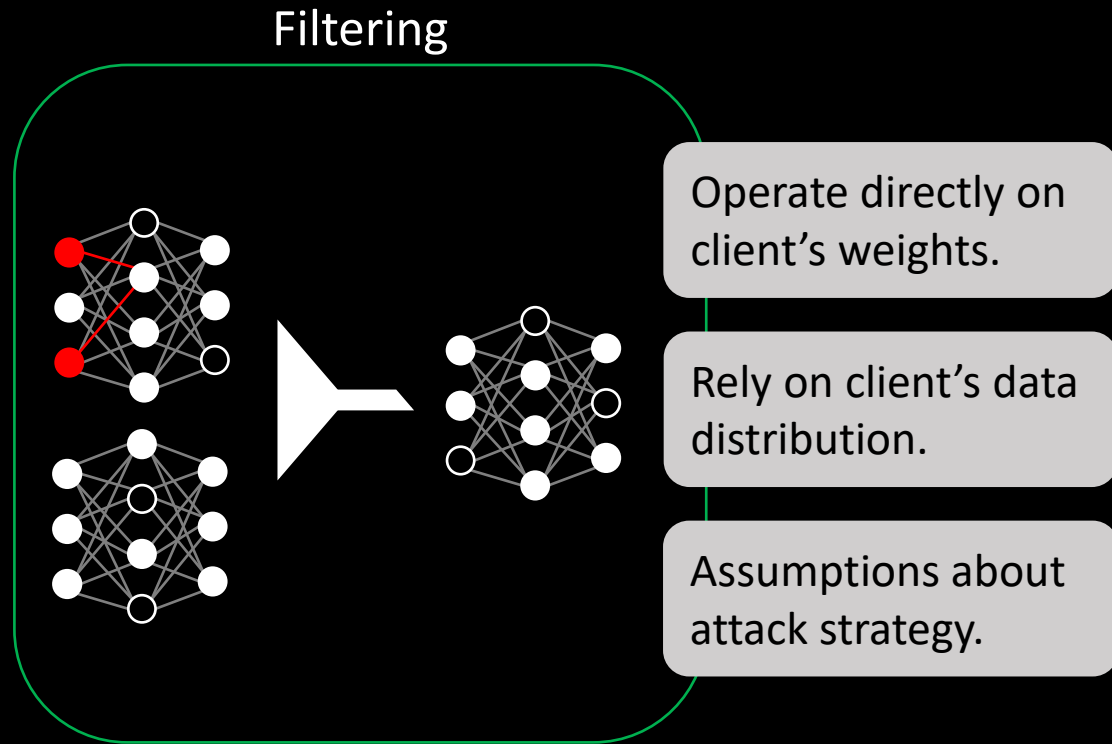 Filtering
Operate directly on
client’s weights.
Rely on client’s data
distribution.
Assumptions about
attack strategy.